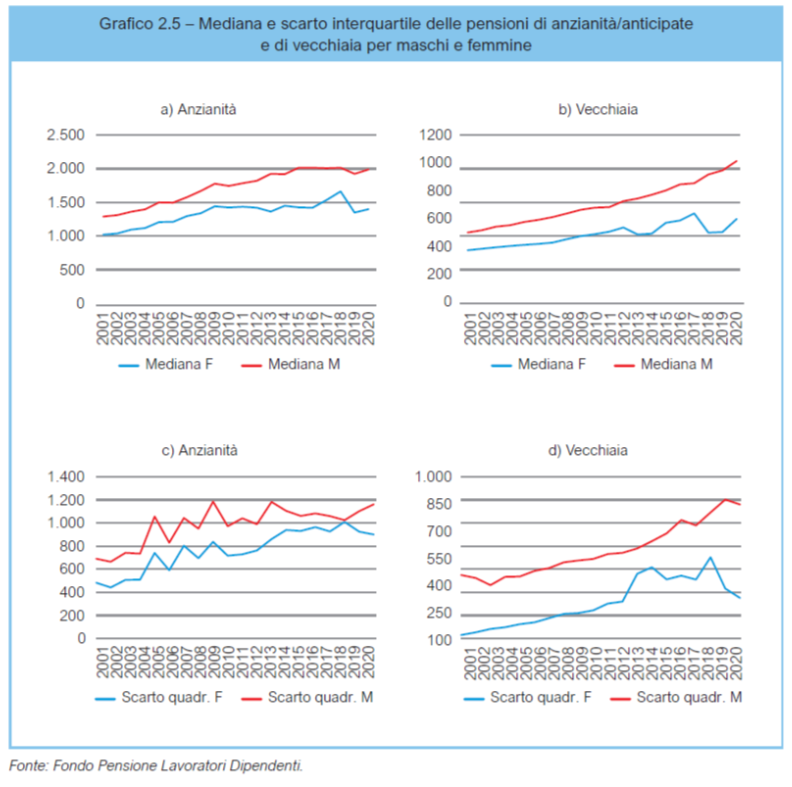 Grafico 2.5 – Mediana e scarto interquartile delle pensioni di anzianità/anticipate
e di vecchiaia per maschi e femmine
a) Anzianità
2.500
2.000
1.500
1.000
500
0
2001 2002 2003 2004 2005 2006 2007 2008 2009 2010 2011 2012 2013 2014 2015 2016 2017 2018 2019 2020
Mediana F Mediana M
b) Vecchiaia
1200
1000
800
600
400
200
0
2001 2002 2003 2004 2005 2006 2007 2008 2009 2010 2011 2012 2013 2014 2015 2016 2017 2018 2019 2020
Mediana F Mediana M
c) Anzianità
1.400
1.200
1.000
800
600
400
200
0
2001 2002 2003 2004 2005 2006 2007 2008 2009 2010 2011 2012 2013 2014 2015 2016 2017 2018 2019 2020
Scarto quadr. F Scarto quadr. M
d) Vecchiaia
1.000
850
700
550
400
250
100
2001 2002 2003 2004 2005 2006 2007 2008 2009 2010 2011 2012 2013 2014 2015 2016 2017 2018 2019 2020
Scarto quadr. F Scarto quadr. M
Fonte: Fondo Pensione Lavoratori Dipendenti.